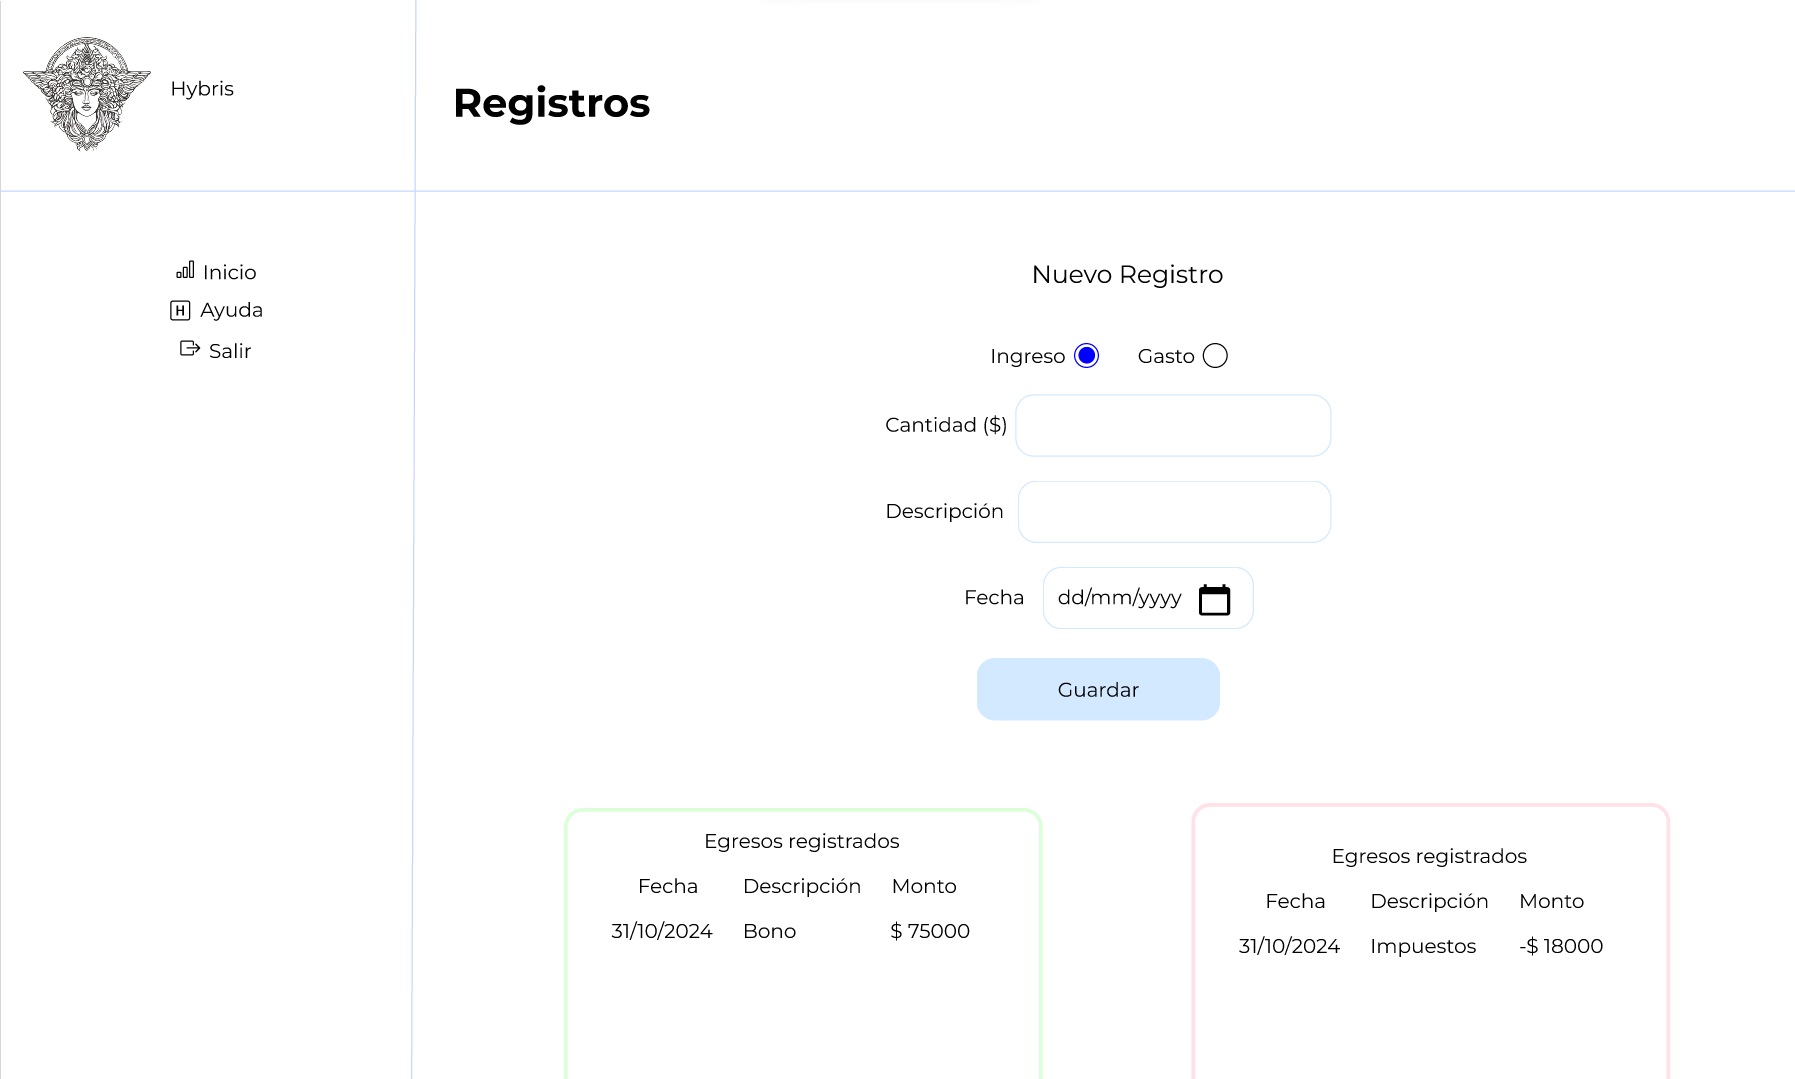 Hybris
Registros
Inicio
H Ayuda
Salir
Nuevo Registro
Ingreso Gasto
Cantidad ($)
Descripción
Fecha dd/mm/yyyy
Guardar
Egresos registrados
Fecha Descripción Monto
31/10/2024 Bono $ 75000
Egresos registrados
Fecha Descripción Monto
31/10/2024 Impuestos -$ 18000